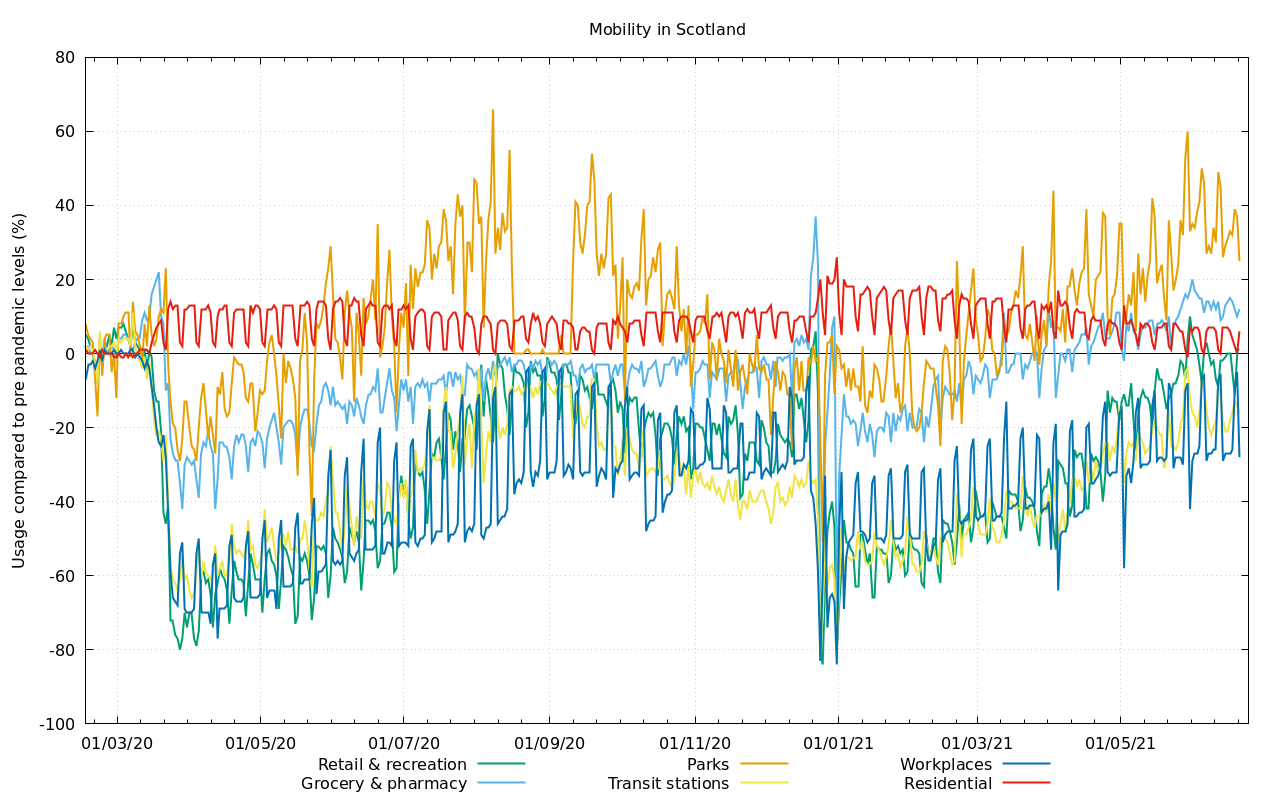 Mobility in Scotland
Usage compared to pre pandemic levels (%)
80
60
40
20
0
-20
-40
-60
-80
-100
01/03/20 01/05/20 01/07/20 01/09/20 01/11/20 01/01/21 01/03/21 01/05/21
Retail & recreation Parks Workplaces
Grocery & pharmacy Transit stations Residential